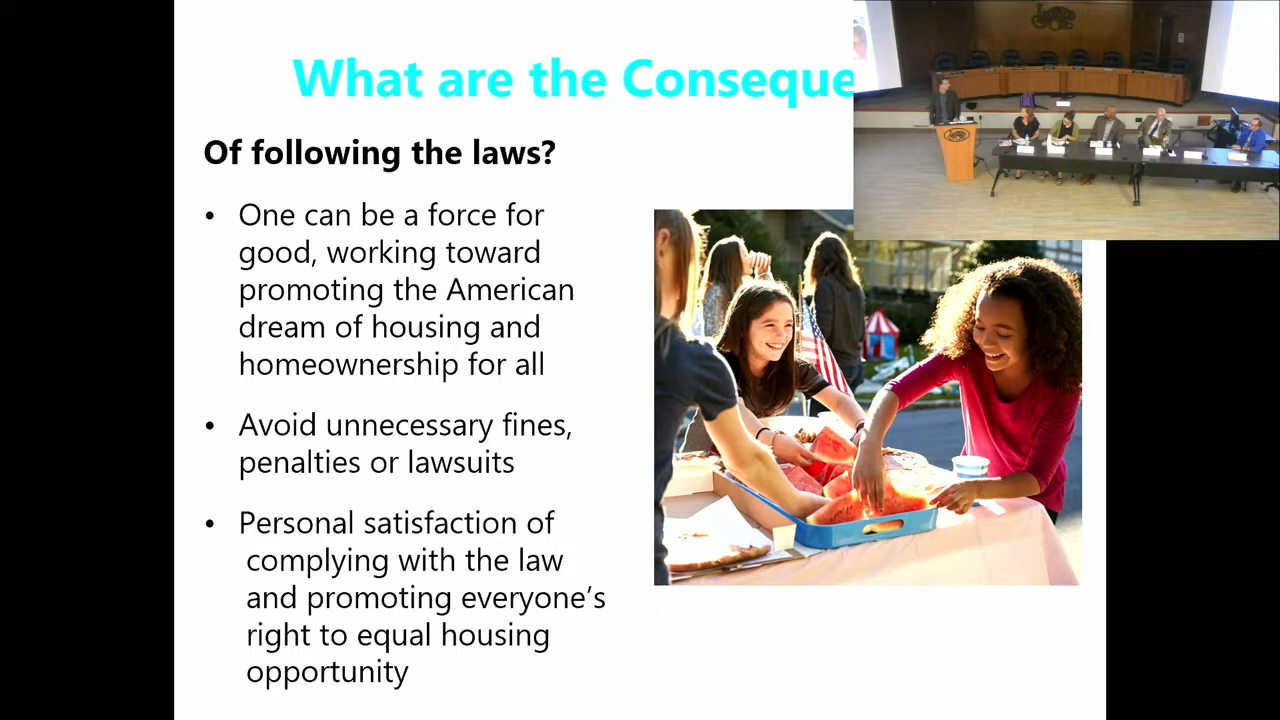 What are the Conseque
Of following the laws?
• One can be a force for
good, working toward
promoting the American
dream of housing and
homeownership for all
• Avoid unnecessary fines,
penalties or lawsuits
• Personal satisfaction of
complying with the law
and promoting everyone’s
right to equal housing
opportunity